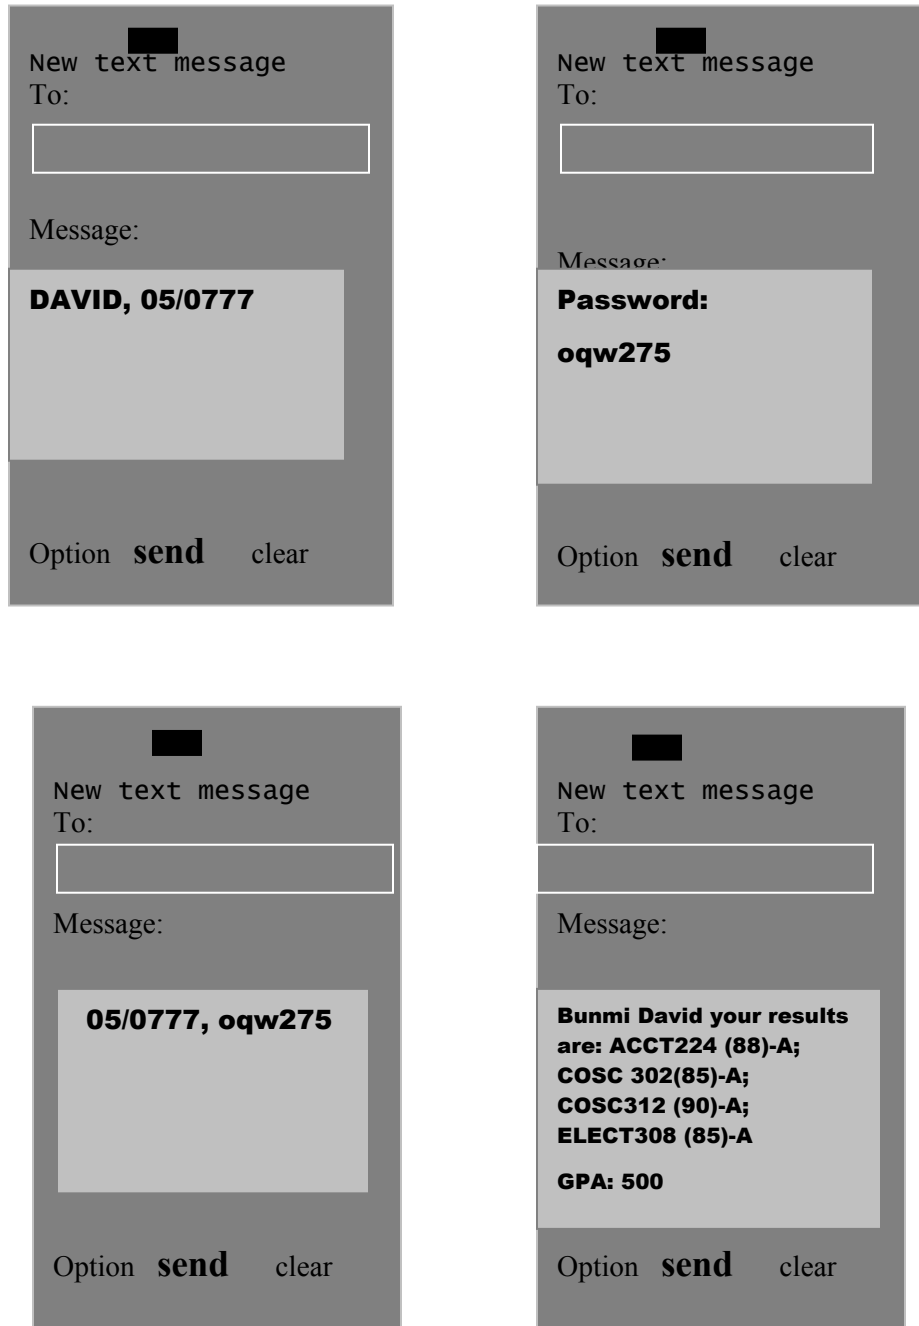 New text message
To:
Message:
DAVID, 05/0777
Option send clear
New text message
To:
Message:
Password:
oqw275
Option send clear
New text message
To:
Message:
05/0777, oqw275
Option send clear
New text message
To:
Message:
Bunmi David your results
are: ACCT224 (88)-A;
COSC 302(85)-A;
COSC312 (90)-A;
ELECT308 (85)-A
GPA: 500
Option send clear